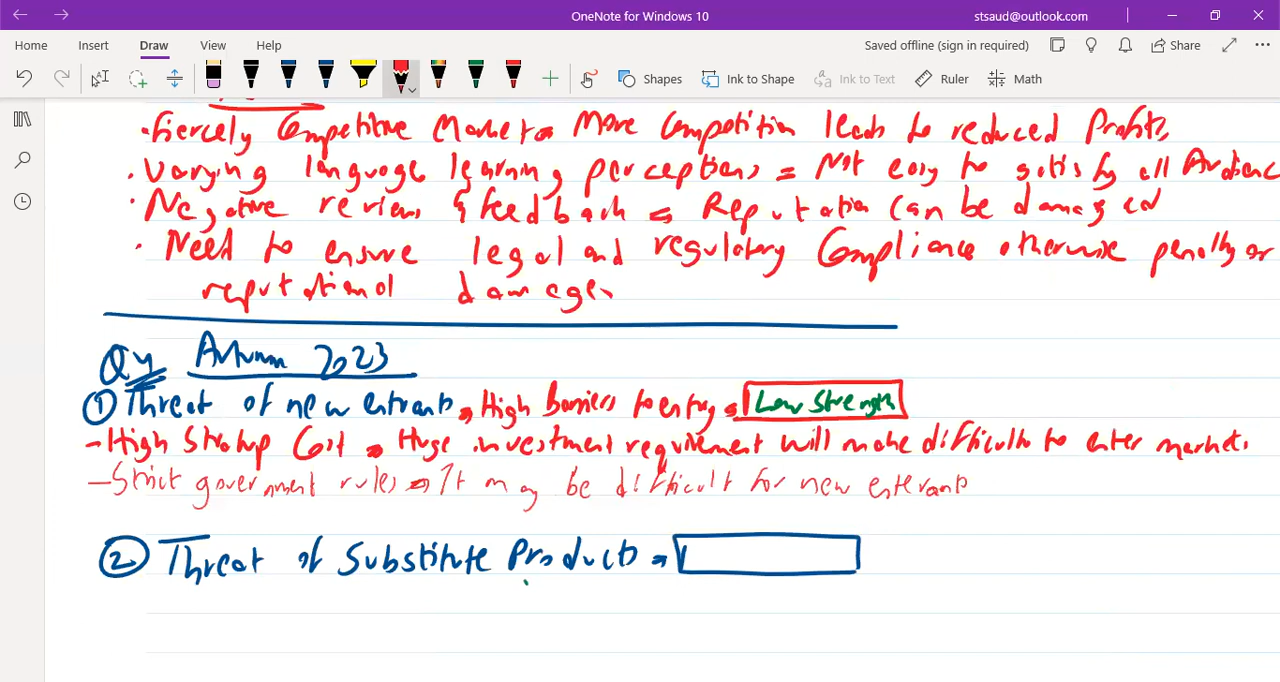 OneNote for Windows 10
stsaud@outlook.com
Home Insert Draw View Help
Saved offline (sign in required)
Share
Shapes Ink to Shape Ink to Text Ruler Math
• Fiercely Competitive Market = More Competition leads to reduced Profits
• Varying language learning perceptions = Not easy to satisfy all Audience
• Negative reviews & feedback = Reputation can be damaged
• Need to ensure legal and regulatory Compliance otherwise penalty or
reputational damages
Q4 Autumn 2023
① Threat of new entrants = High Barriers to entry = Low Strength
- High Startup Cost = Huge investment requirement will make difficult to enter market.
- Strict government rules = It may be difficult for new enterants
② Threat of Substitute Products =